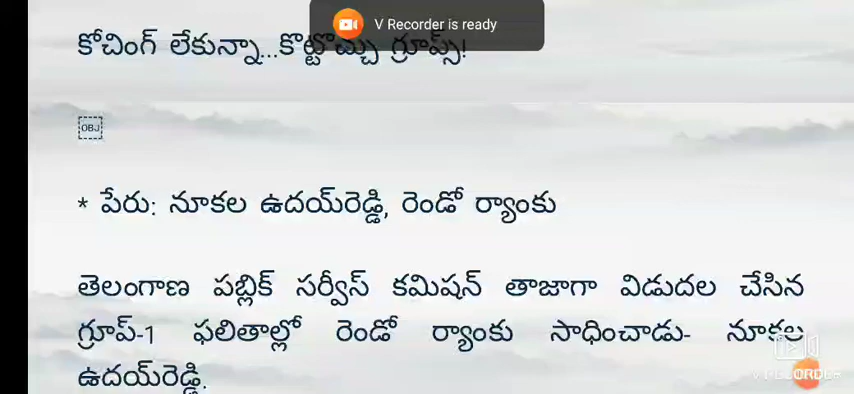 V Recorder is ready
కోచింగ్ లేకున్నా...కొట్టొచ్చు గ్రూప్స్!
OBJ
* పేరు: నూకల ఉదయ్‌రెడ్డి, రెండో ర్యాంకు
తెలంగాణ పబ్లిక్ సర్వీస్ కమిషన్ తాజాగా విడుదల చేసిన
గ్రూప్-1 ఫలితాల్లో రెండో ర్యాంకు సాధించాడు- నూకల
ఉదయ్‌రెడ్డి.